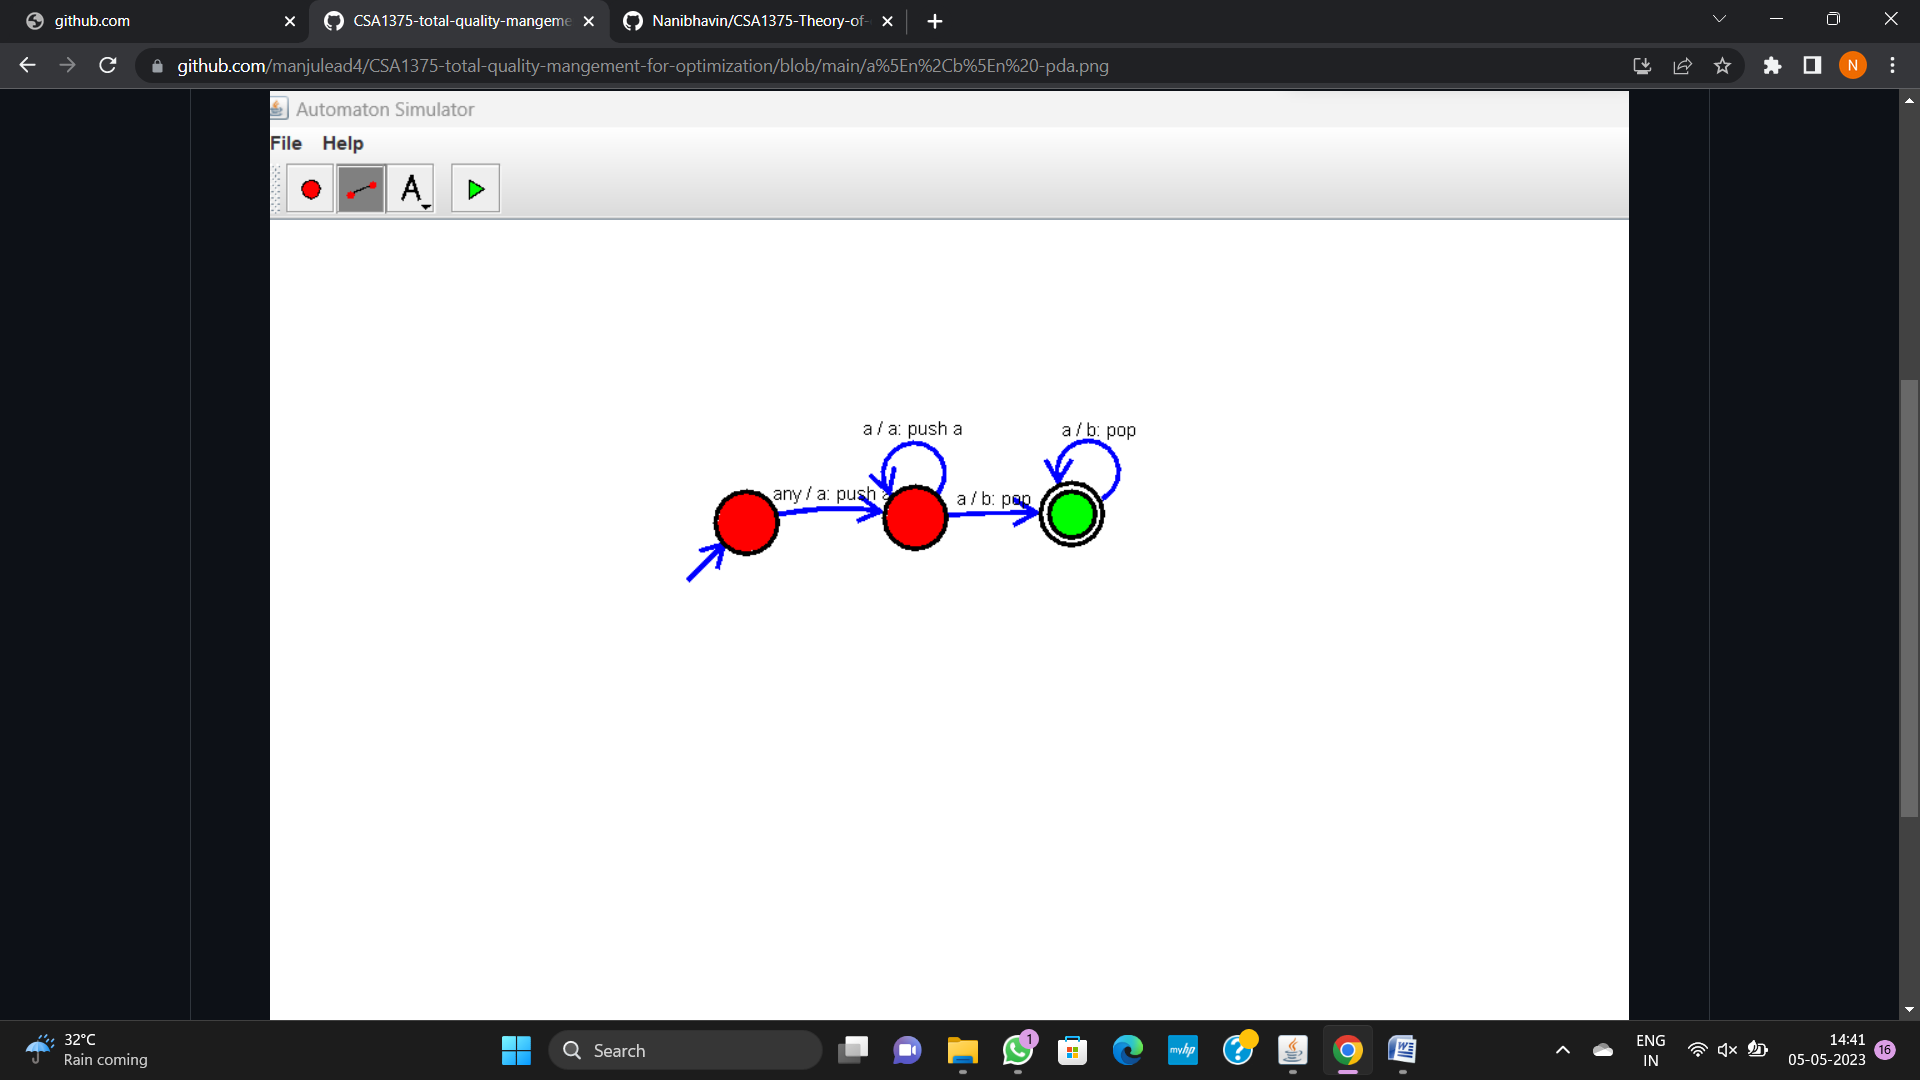 github.com
CSA1375-total-quality-mangeme
Nanibhavin/CSA1375-Theory-of-
github.com/manjulead4/CSA1375-total-quality-mangement-for-optimization/blob/main/a%5En%2Cb%5En%20-pda.png
N
Automaton Simulator
File Help
A
a / a: push a
a / b: pop
any / a: push a
a / b: pop
32°C
Rain coming
Search
1
myhp
ENG
IN
14:41
05-05-2023
16